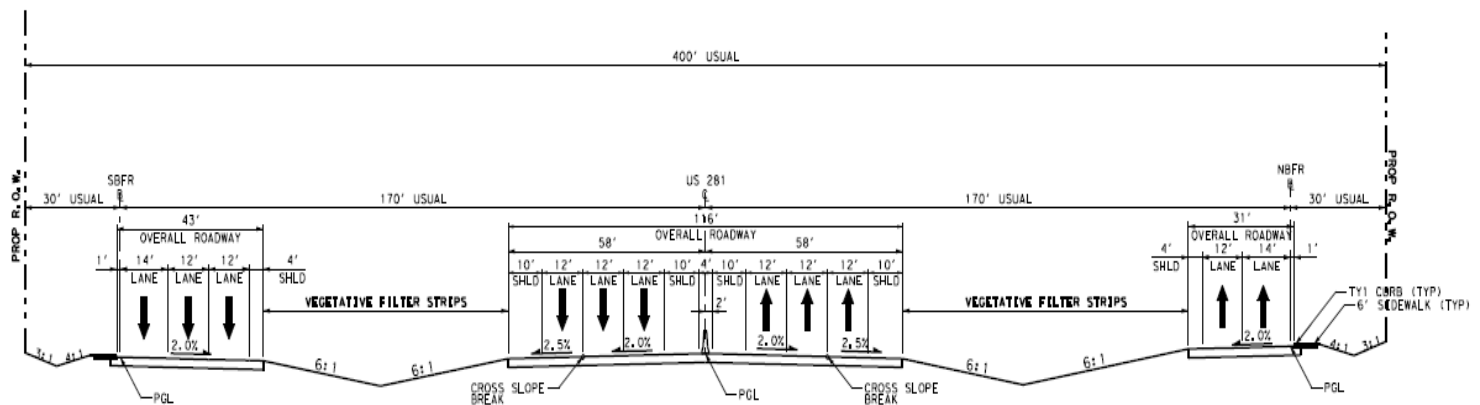 400' USUAL
PROP R.O.W.
SBFR
US 281
NBFR
PROP R.O.W.
30' USUAL 170' USUAL 170' USUAL 30' USUAL
43' 116' 31'
OVERALL ROADWAY OVERALL ROADWAY OVERALL ROADWAY
58' 58'
1' 14' 12' 12' 4' 10' 12' 12' 12' 10' 4' 10' 12' 12' 12' 10' 4' 12' 14' 1'
LANE LANE LANE SHLD SHLD LANE LANE LANE SHLD SHLD LANE LANE LANE SHLD SHLD LANE LANE
VEGETATIVE FILTER STRIPS 2' VEGETATIVE FILTER STRIPS
TY1 CURB (TYP)
6' SIDEWALK (TYP)
3:1 4:1 2.0% 6:1 6:1 2.5% 2.0% 2.0% 2.5% 6:1 6:1 2.0% 4:1 3:1
PGL
CROSS SLOPE
BREAK
PGL
CROSS SLOPE
BREAK
PGL